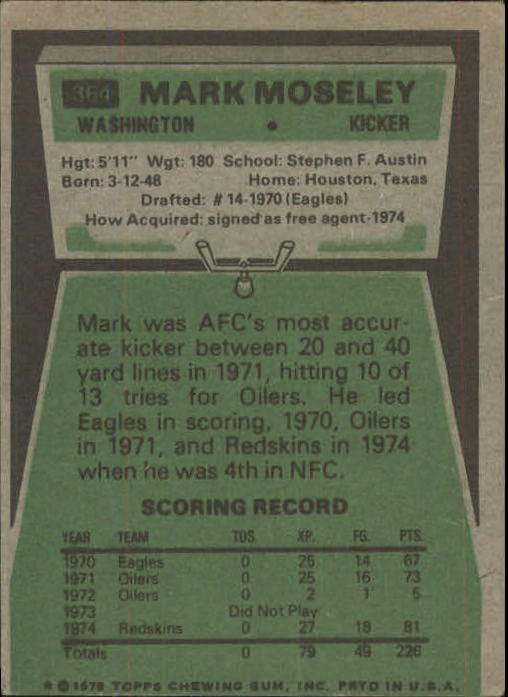 364 MARK MOSELEY
WASHINGTON • KICKER
Hgt: 5'11" Wgt: 180 School: Stephen F. Austin
Born: 3-12-48 Home: Houston, Texas
Drafted: #14-1970 (Eagles)
How Acquired: signed as free agent-1974
Mark was AFC's most accur-
ate kicker between 20 and 40
yard lines in 1971, hitting 10 of
13 tries for Oilers. He led
Eagles in scoring, 1970, Oilers
in 1971, and Redskins in 1974
when he was 4th in NFC.
SCORING RECORD
YEAR TEAM TDS XP. FG. PTS.
1970 Eagles 0 25 14 67
1971 Oilers 0 25 16 73
1972 Oilers 0 2 1 5
1973 Did Not Play
1974 Redskins 0 27 18 81
Totals 0 79 49 226
* © 1975 TOPPS CHEWING GUM, INC. PRTD IN U.S.A.